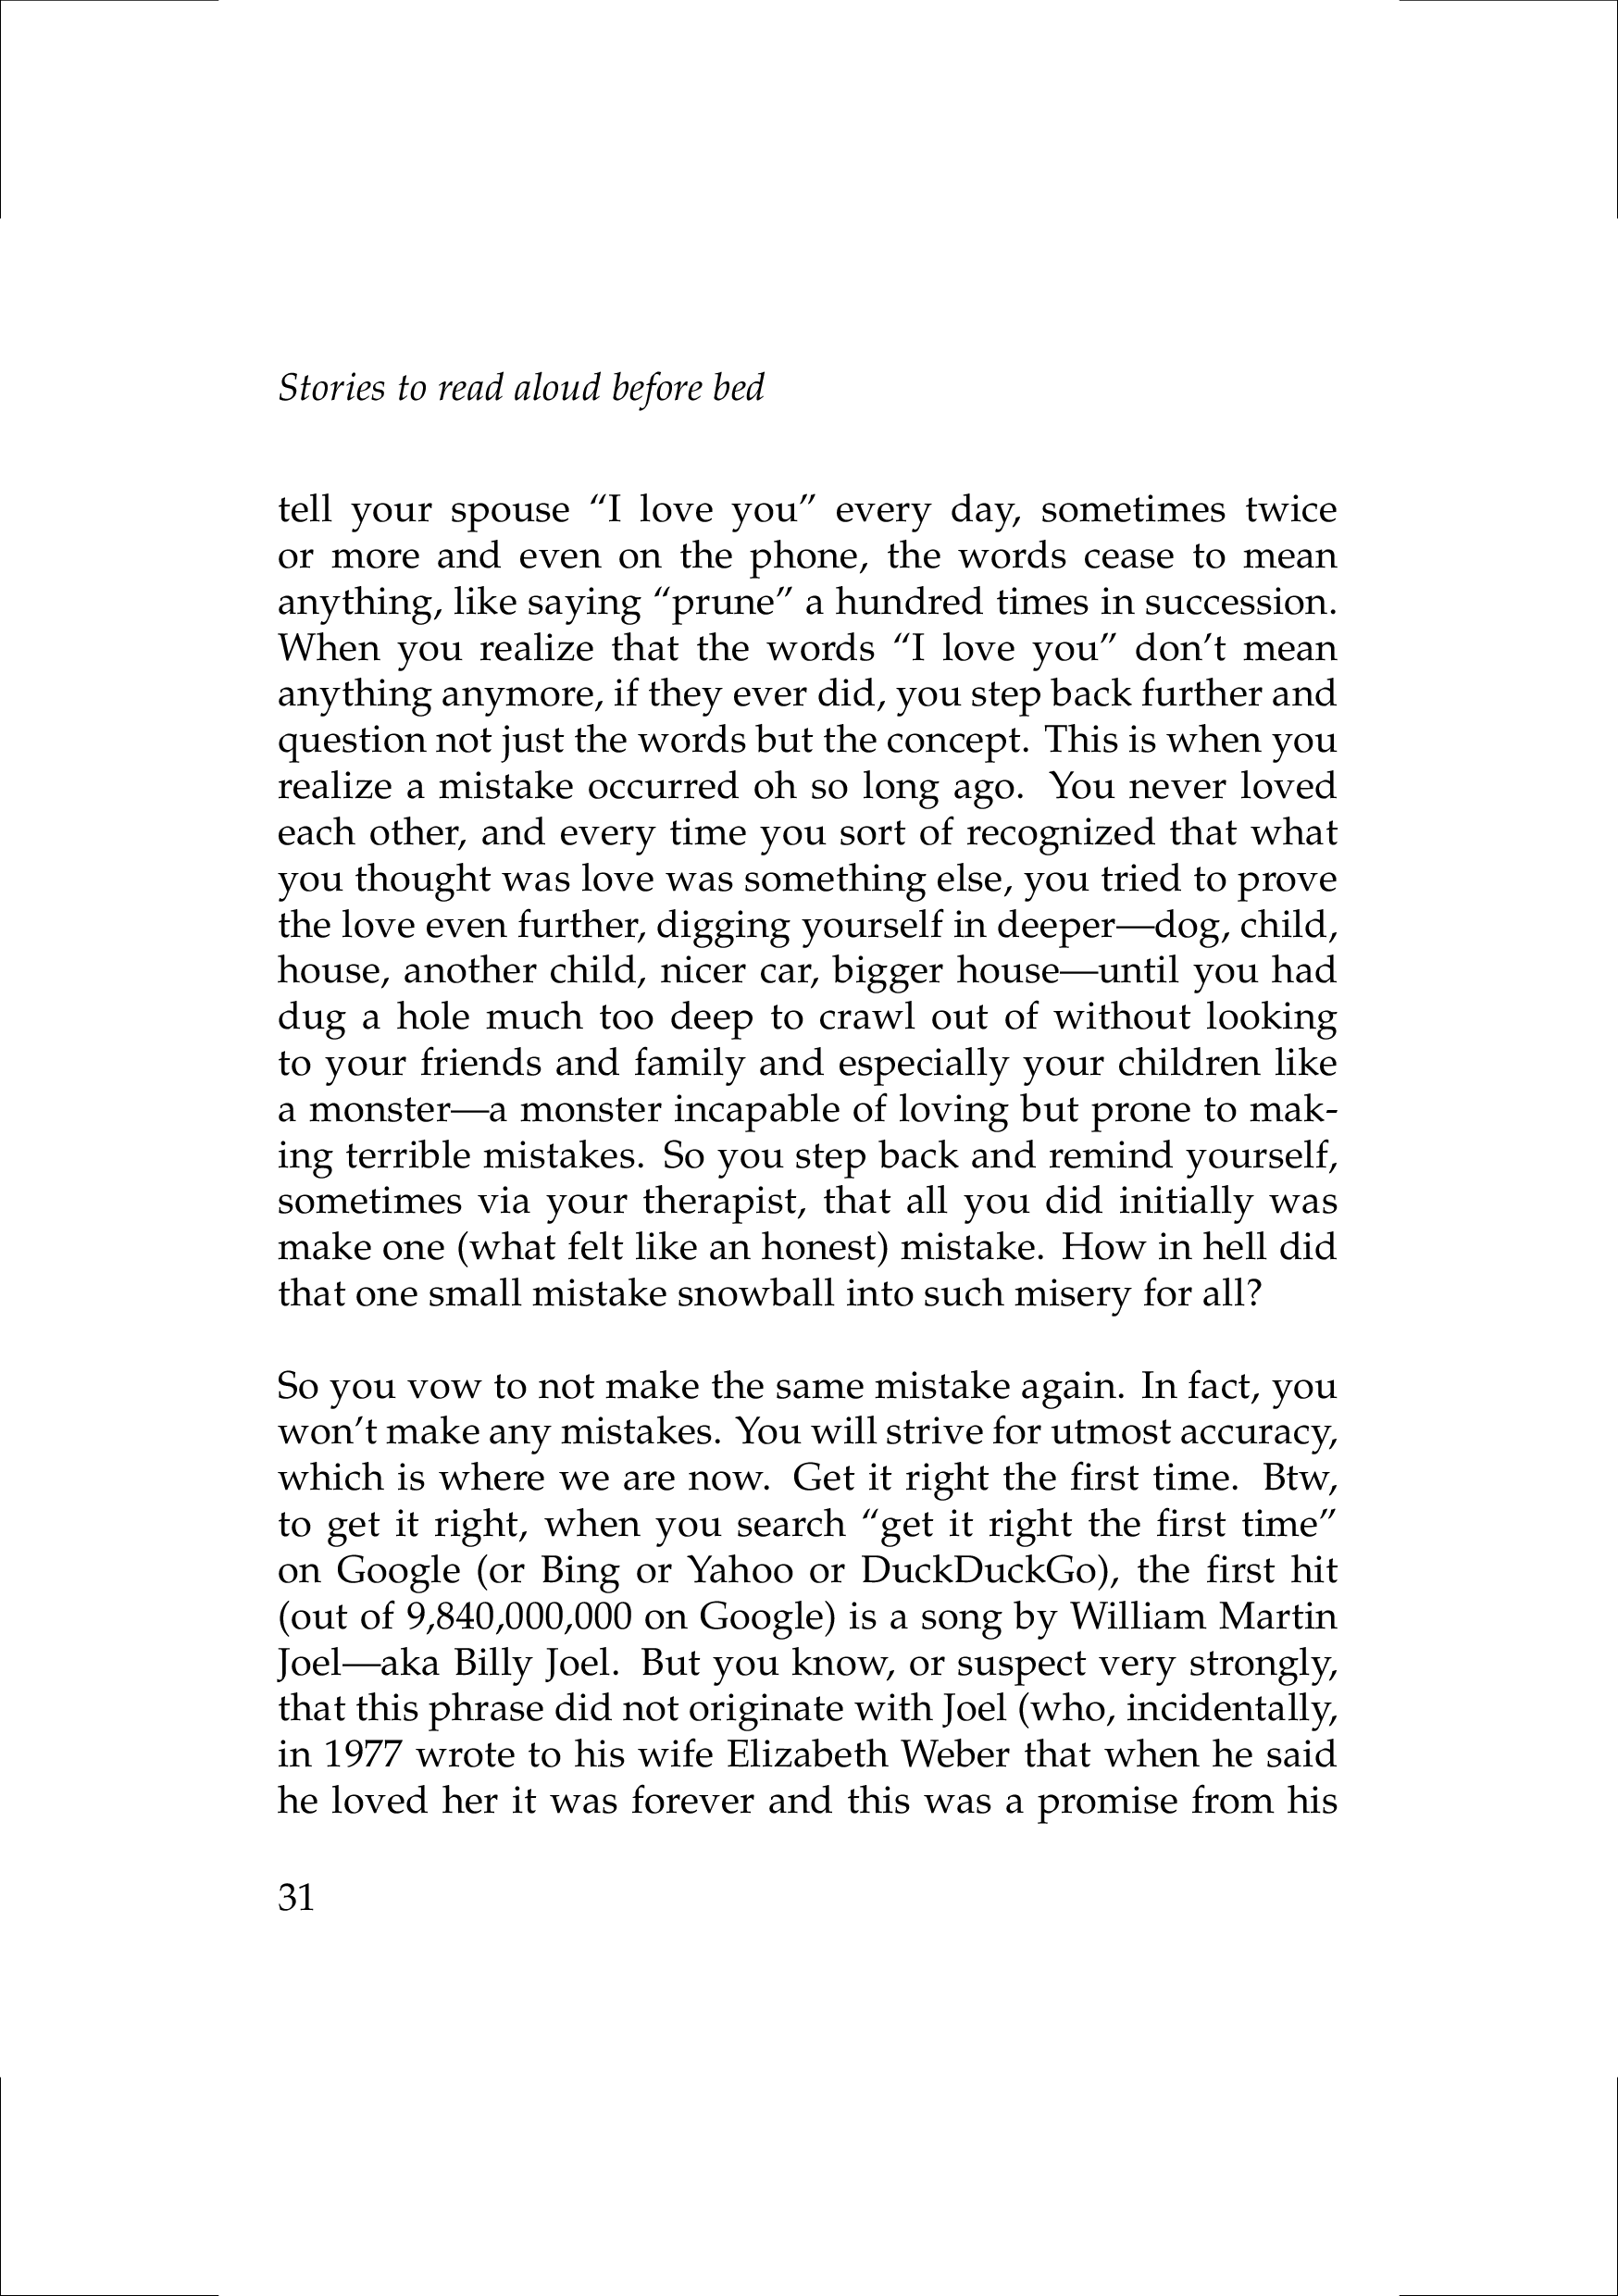 Stories to read aloud before bed
tell your spouse “I love you” every day, sometimes twice
or more and even on the phone, the words cease to mean
anything, like saying “prune” a hundred times in succession.
When you realize that the words “I love you” don’t mean
anything anymore, if they ever did, you step back further and
question not just the words but the concept. This is when you
realize a mistake occurred oh so long ago. You never loved
each other, and every time you sort of recognized that what
you thought was love was something else, you tried to prove
the love even further, digging yourself in deeper—dog, child,
house, another child, nicer car, bigger house—until you had
dug a hole much too deep to crawl out of without looking
to your friends and family and especially your children like
a monster—a monster incapable of loving but prone to mak-
ing terrible mistakes. So you step back and remind yourself,
sometimes via your therapist, that all you did initially was
make one (what felt like an honest) mistake. How in hell did
that one small mistake snowball into such misery for all?
So you vow to not make the same mistake again. In fact, you
won’t make any mistakes. You will strive for utmost accuracy,
which is where we are now. Get it right the first time. Btw,
to get it right, when you search “get it right the first time”
on Google (or Bing or Yahoo or DuckDuckGo), the first hit
(out of 9,840,000,000 on Google) is a song by William Martin
Joel—aka Billy Joel. But you know, or suspect very strongly,
that this phrase did not originate with Joel (who, incidentally,
in 1977 wrote to his wife Elizabeth Weber that when he said
he loved her it was forever and this was a promise from his
31